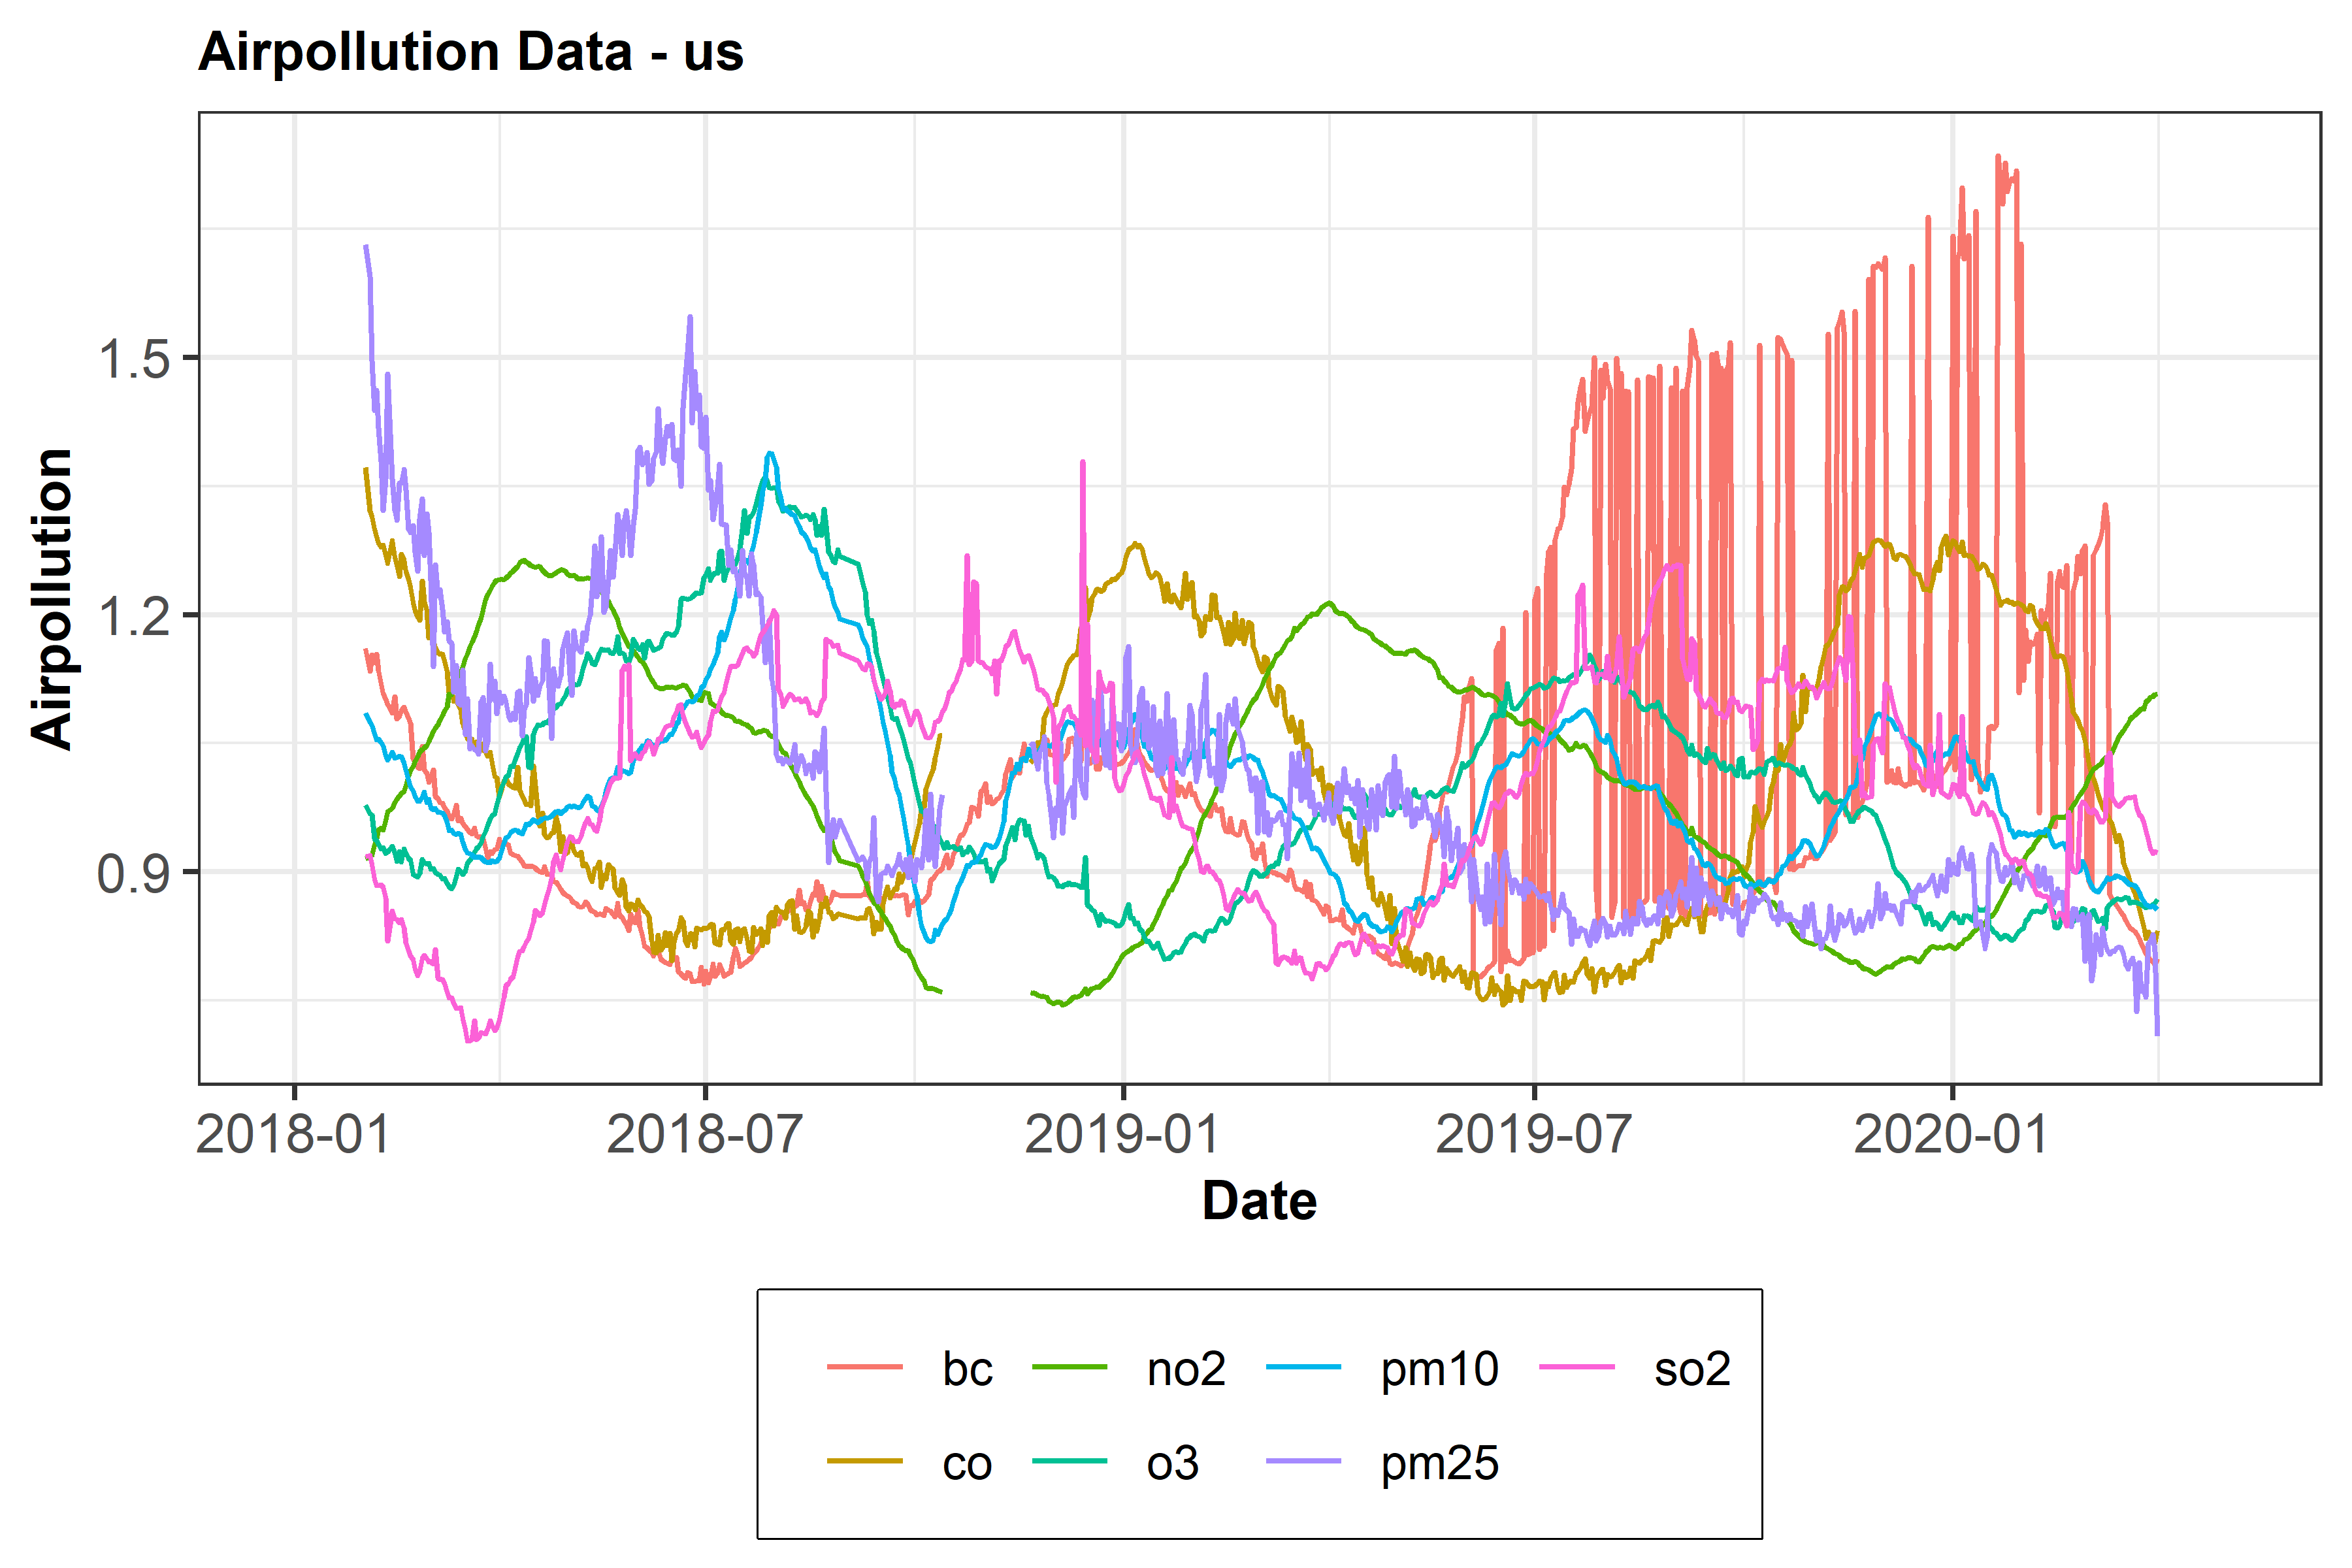 Airpollution Data - us
Airpollution
1.5
1.2
0.9
2018-01 2018-07 2019-01 2019-07 2020-01
Date
bc no2 pm10 so2
co o3 pm25